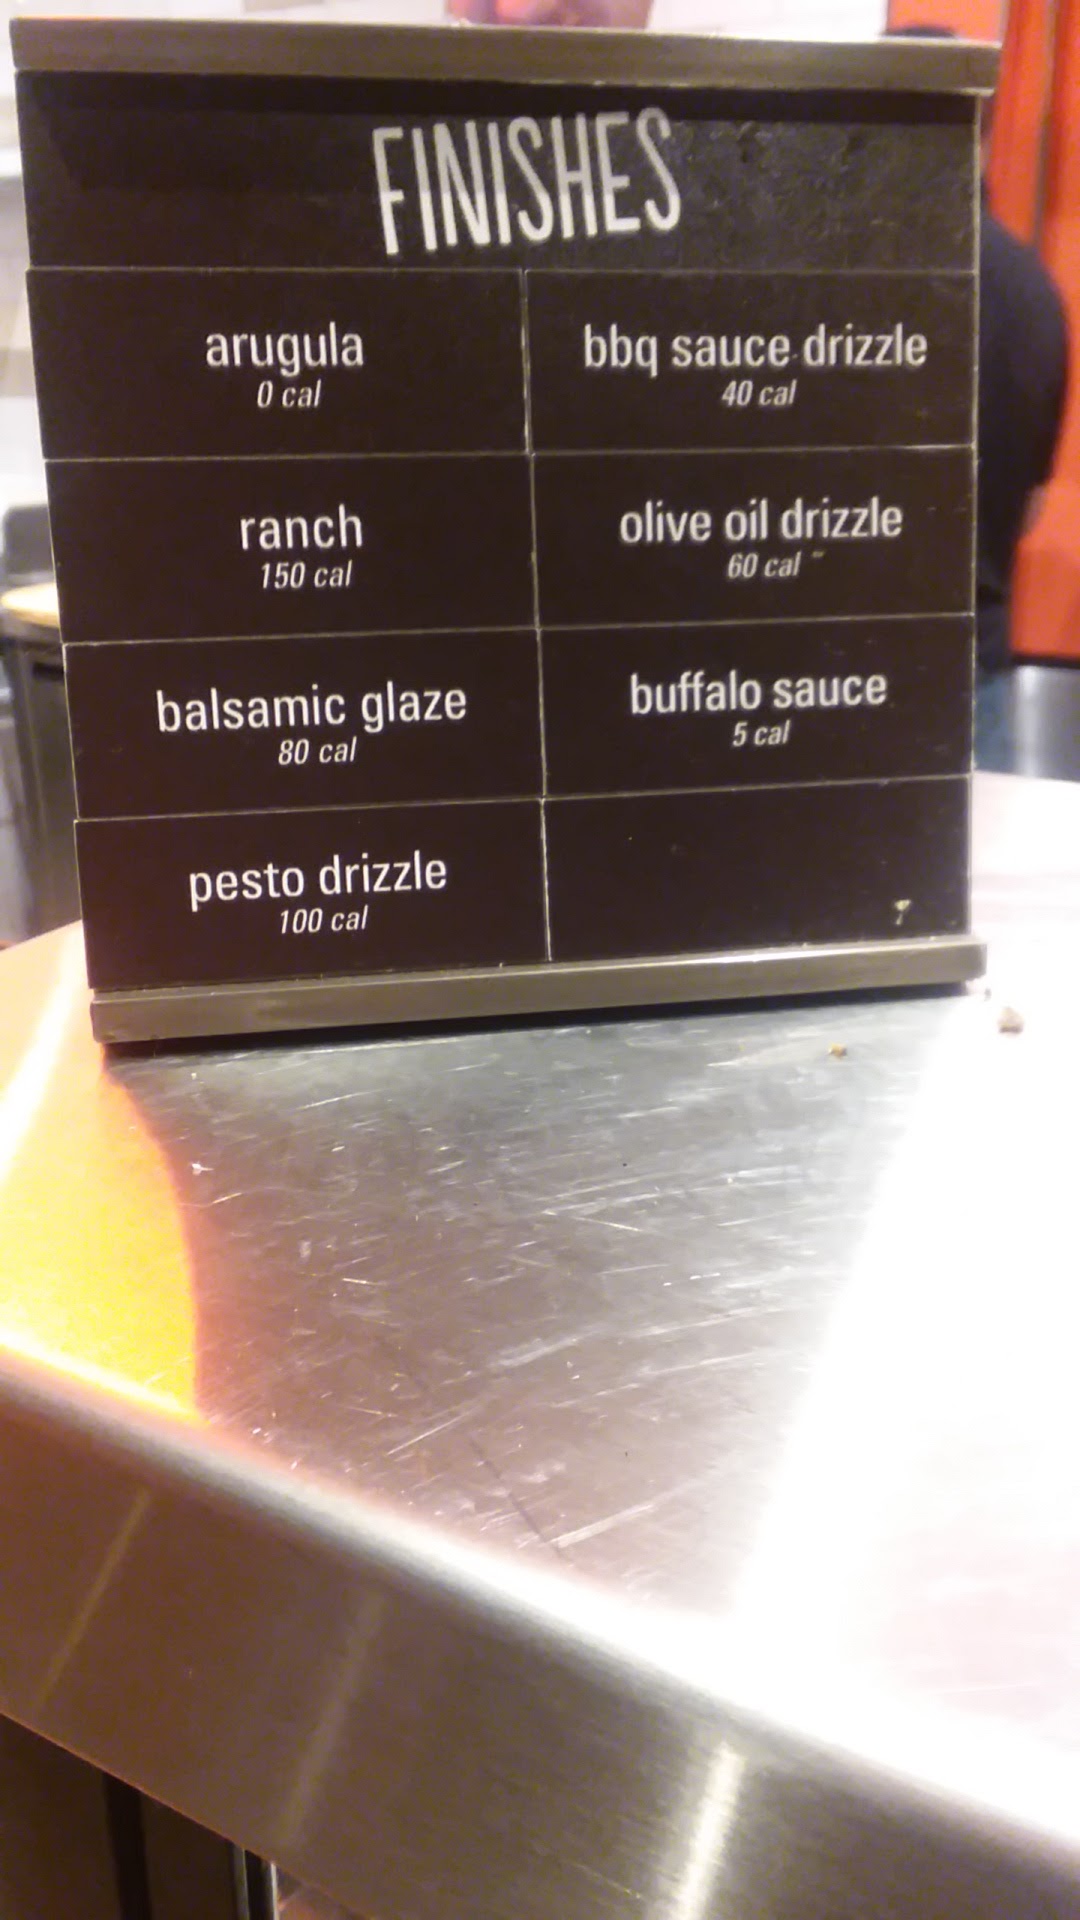 FINISHES
arugula
0 cal
bbq sauce drizzle
40 cal
ranch
150 cal
olive oil drizzle
60 cal
balsamic glaze
80 cal
buffalo sauce
5 cal
pesto drizzle
100 cal